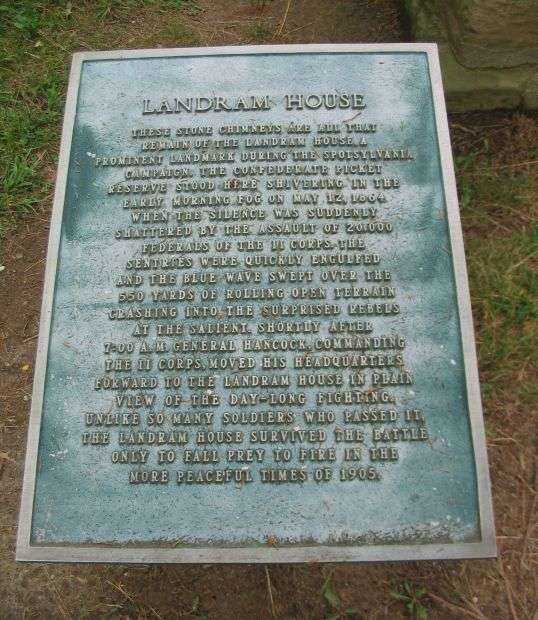 LANDRAM HOUSE
THESE STONE CHIMNEYS ARE ALL THAT
REMAIN OF THE LANDRAM HOUSE, A
PROMINENT LANDMARK DURING THE SPOTSYLVANIA
CAMPAIGN. THE CONFEDERATE PICKET
RESERVE STOOD HERE SHIVERING IN THE
EARLY MORNING FOG ON MAY 12, 1864
WHEN THE SILENCE WAS SUDDENLY
SHATTERED BY THE ASSAULT OF 20,000
FEDERALS OF THE II CORPS. THE
SENTRIES WERE QUICKLY ENGULFED
AND THE BLUE WAVE SWEPT OVER THE
550 YARDS OF ROLLING OPEN TERRAIN
CRASHING INTO THE SURPRISED REBELS
AT THE SALIENT. SHORTLY AFTER
7:00 A.M. GENERAL HANCOCK, COMMANDING
THE II CORPS, MOVED HIS HEADQUARTERS
FORWARD TO THE LANDRAM HOUSE IN PLAIN
VIEW OF THE DAY-LONG FIGHTING.
UNLIKE SO MANY SOLDIERS WHO PASSED IT,
THE LANDRAM HOUSE SURVIVED THE BATTLE
ONLY TO FALL PREY TO FIRE IN THE
MORE PEACEFUL TIMES OF 1905.